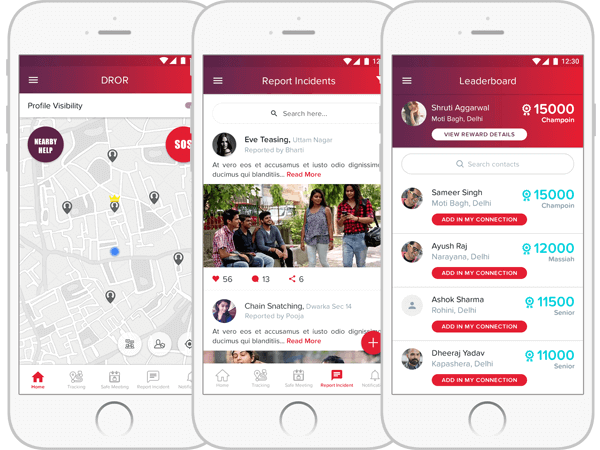 DROR
Profile Visibility
NEARBY
HELP
SOS
Home
Tracking
Safe Meeting
Report Incident
Report Incidents
Search here...
Eve Teasing, Uttam Nagar
Reported by Bharti
At vero eos et accusamus et iusto odio dignissim
ducimus qui blanditiis... Read More
56
13
6
Chain Snatching, Dwarka Sec 14
Reported by Pooja
At vero eos et accusamus et iusto odio dignissim
ducimus qui blanditiis... Read More
Home
Tracking
Safe Meeting
Report Incident
12:30
Leaderboard
Shruti Aggarwal
Moti Bagh, Delhi
15000
Champoin
VIEW REWARD DETAILS
Search contacts
Sameer Singh
Moti Bagh, Delhi
15000
Champoin
ADD IN MY CONNECTION
Ayush Raj
Narayana, Delhi
12000
Massiah
ADD IN MY CONNECTION
Ashok Sharma
Rohini, Delhi
11500
Senior
ADD IN MY CONNECTION
Dheeraj Yadav
Kapashera, Delhi
11000
Senior
ADD IN MY CONNECTION